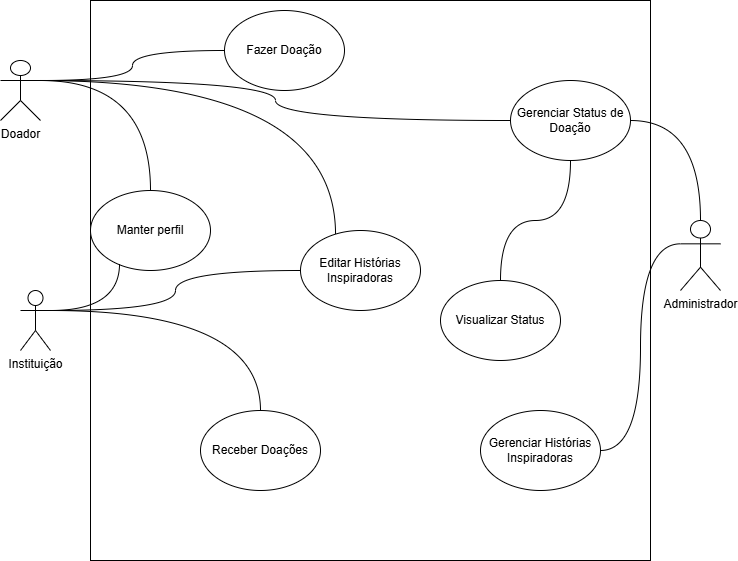 Fazer Doação
Doador
Gerenciar Status de
Doação
Manter perfil
Editar Histórias
Inspiradoras
Administrador
Visualizar Status
Instituição
Receber Doações
Gerenciar Histórias
Inspiradoras